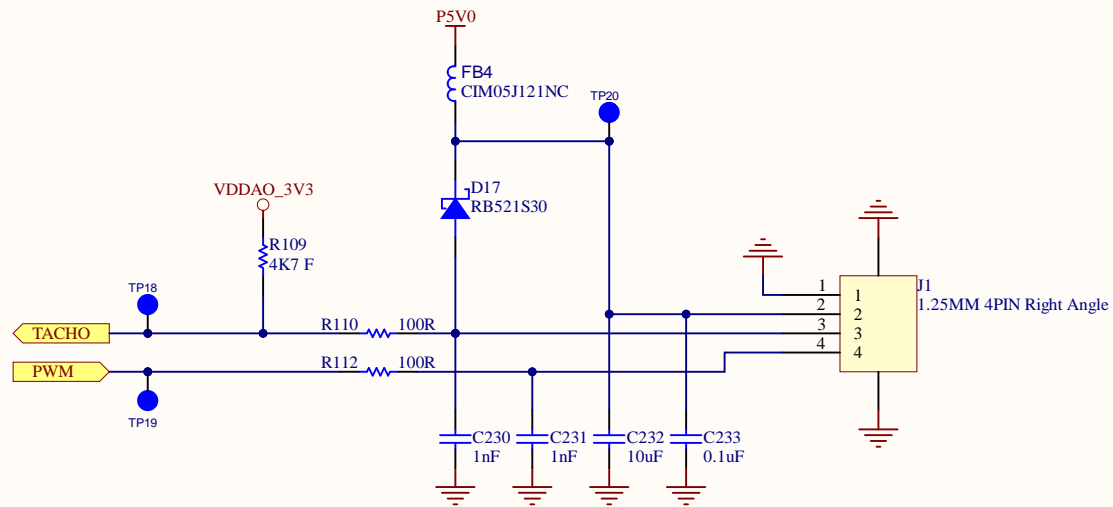 P5V0
FB4
CIM05J121NC
TP20
D17
RB521S30
VDDAO_3V3
R109
4K7 F
TP18
J1
1.25MM 4PIN Right Angle
1 1
2 2
3 3
4 4
TACHO
R110 100R
PWM
R112 100R
TP19
C230
1nF
C231
1nF
C232
10uF
C233
0.1uF